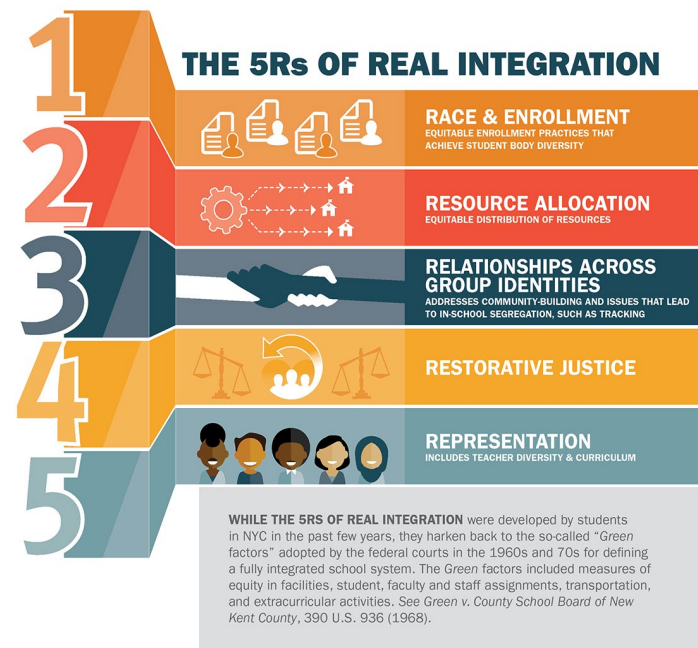 THE 5Rs OF REAL INTEGRATION
1
RACE & ENROLLMENT
EQUITABLE ENROLLMENT PRACTICES THAT
ACHIEVE STUDENT BODY DIVERSITY
2
RESOURCE ALLOCATION
EQUITABLE DISTRIBUTION OF RESOURCES
3
RELATIONSHIPS ACROSS
GROUP IDENTITIES
ADDRESSES COMMUNITY-BUILDING AND ISSUES THAT LEAD
TO IN-SCHOOL SEGREGATION, SUCH AS TRACKING
4
RESTORATIVE JUSTICE
5
REPRESENTATION
INCLUDES TEACHER DIVERSITY & CURRICULUM
WHILE THE 5RS OF REAL INTEGRATION were developed by students
in NYC in the past few years, they harken back to the so-called “Green
factors” adopted by the federal courts in the 1960s and 70s for defining
a fully integrated school system. The Green factors included measures of
equity in facilities, student, faculty and staff assignments, transportation,
and extracurricular activities. See Green v. County School Board of New
Kent County, 390 U.S. 936 (1968).